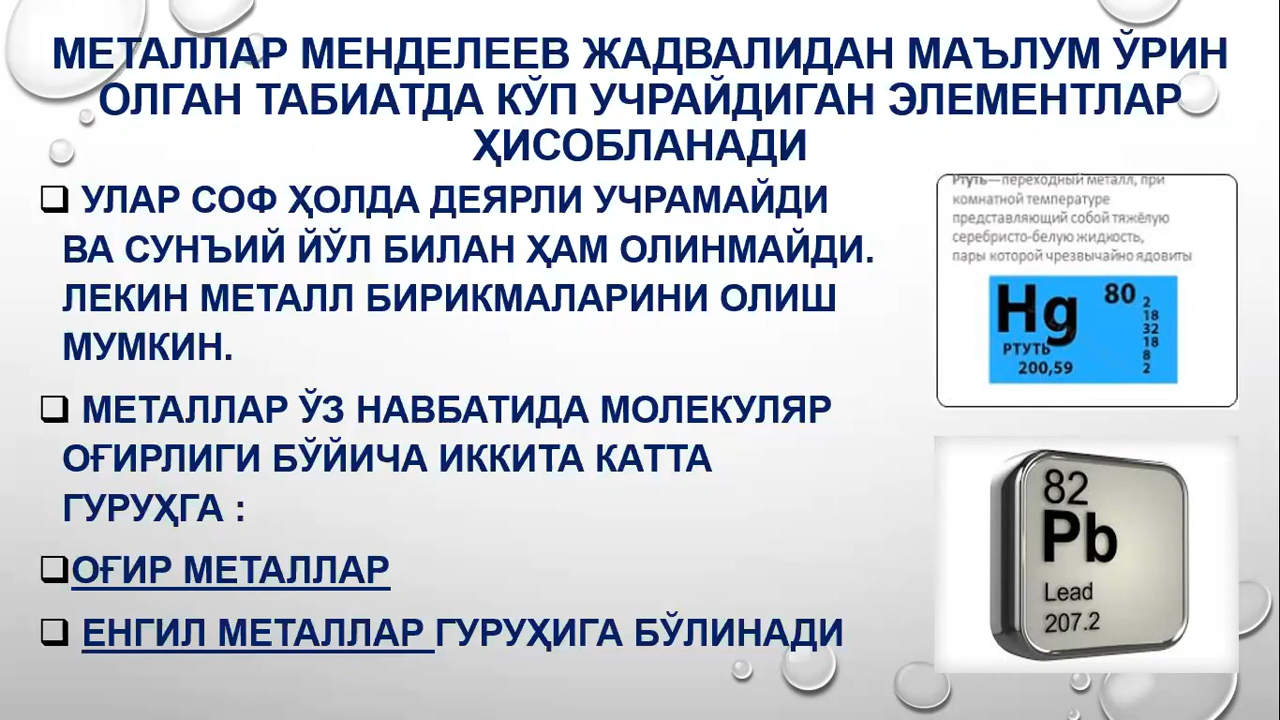 МЕТАЛЛАР МЕНДЕЛЕЕВ ЖАДВАЛИДАН МАЪЛУМ ЎРИН
ОЛГАН ТАБИАТДА КЎП УЧРАЙДИГАН ЭЛЕМЕНТЛАР
ҲИСОБЛАНАДИ
❑ УЛАР СОФ ҲОЛДА ДЕЯРЛИ УЧРАМАЙДИ
ВА СУНЪИЙ ЙЎЛ БИЛАН ҲАМ ОЛИНМАЙДИ.
ЛЕКИН МЕТАЛЛ БИРИКМАЛАРИНИ ОЛИШ
МУМКИН.
❑ МЕТАЛЛАР ЎЗ НАВБАТИДА МОЛЕКУЛЯР
ОҒИРЛИГИ БЎЙИЧА ИККИТА КАТТА
ГУРУҲГА :
❑ОҒИР МЕТАЛЛАР
❑ ЕНГИЛ МЕТАЛЛАР ГУРУҲИГА БЎЛИНАДИ
Ртуть—переходный металл, при
комнатной температуре
представляющий собой тяжёлую
серебристо-белую жидкость,
пары которой чрезвычайно ядовиты
Hg 80
2
18
32
18
8
2
РТУТЬ
200,59
82
Pb
Lead
207.2